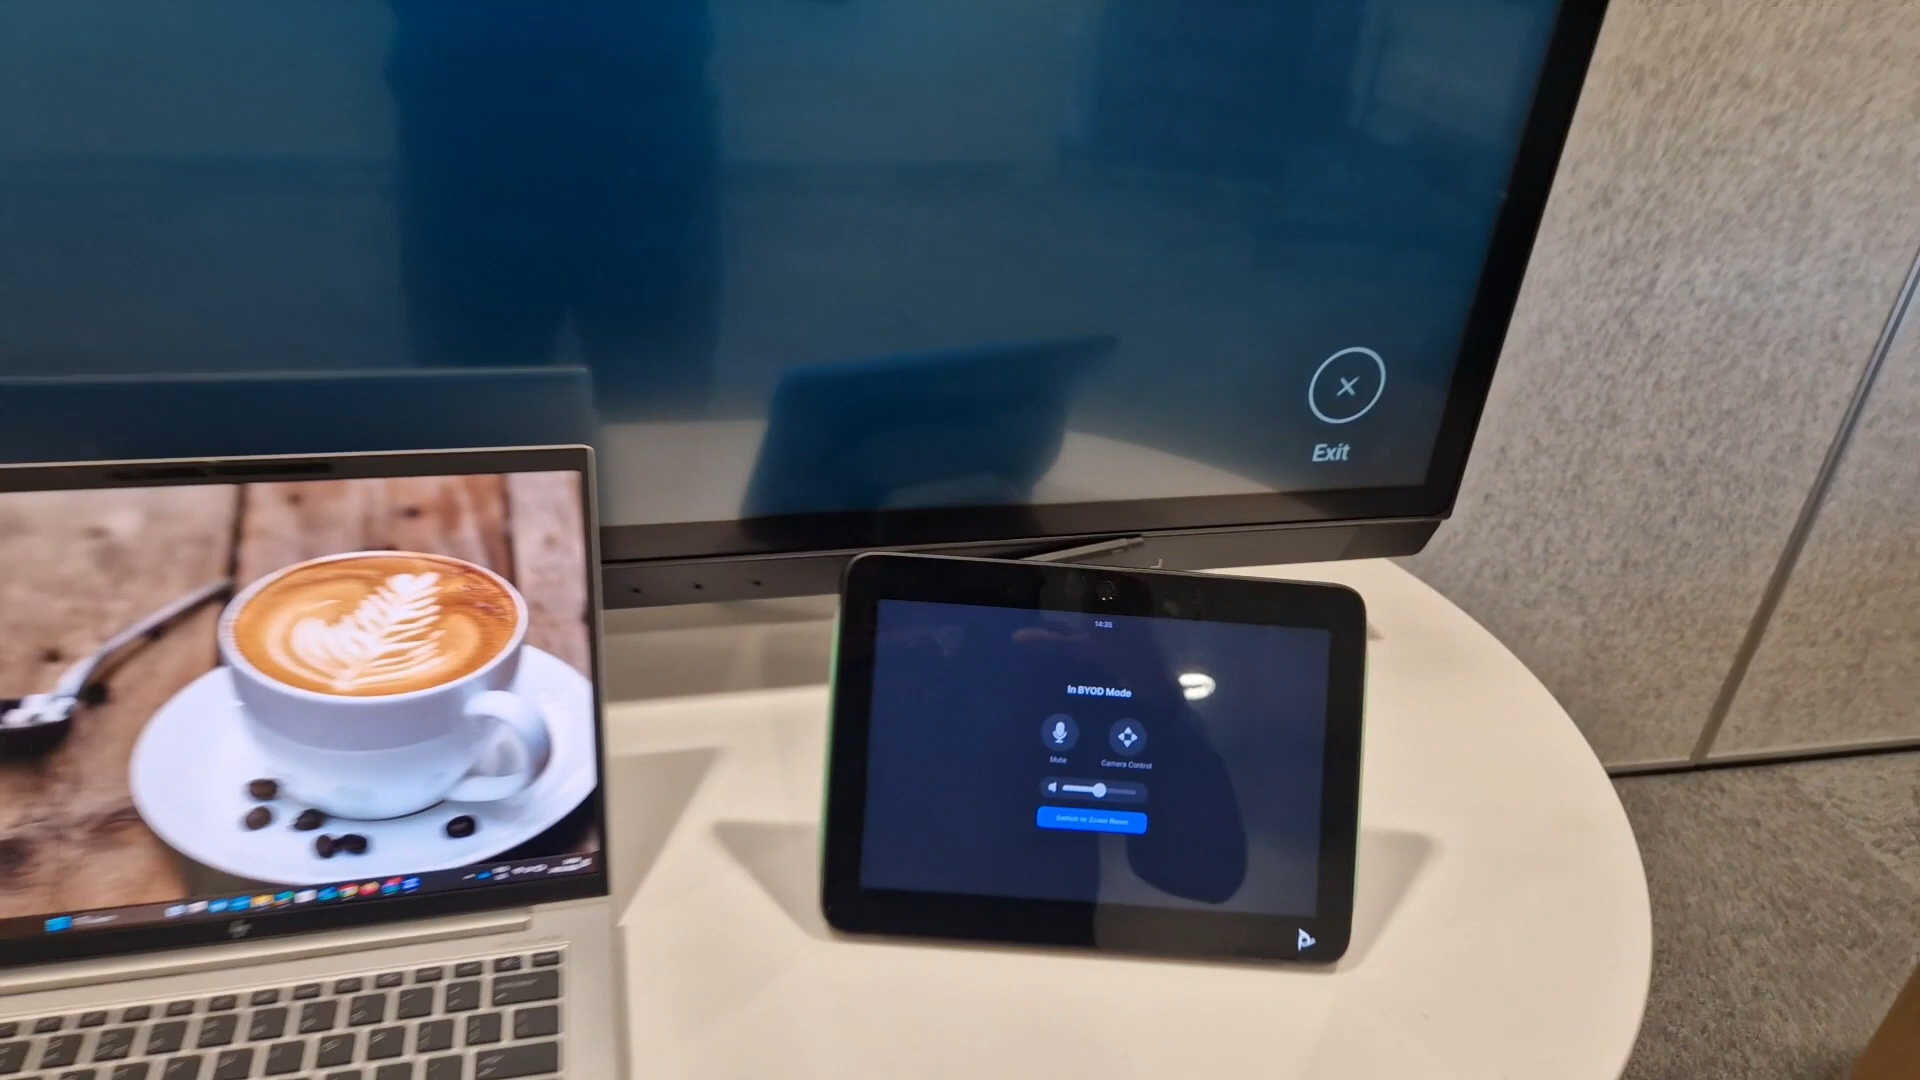 Exit
14:35
In BYOD Mode
Mute
Camera Control
Switch to Zoom Room